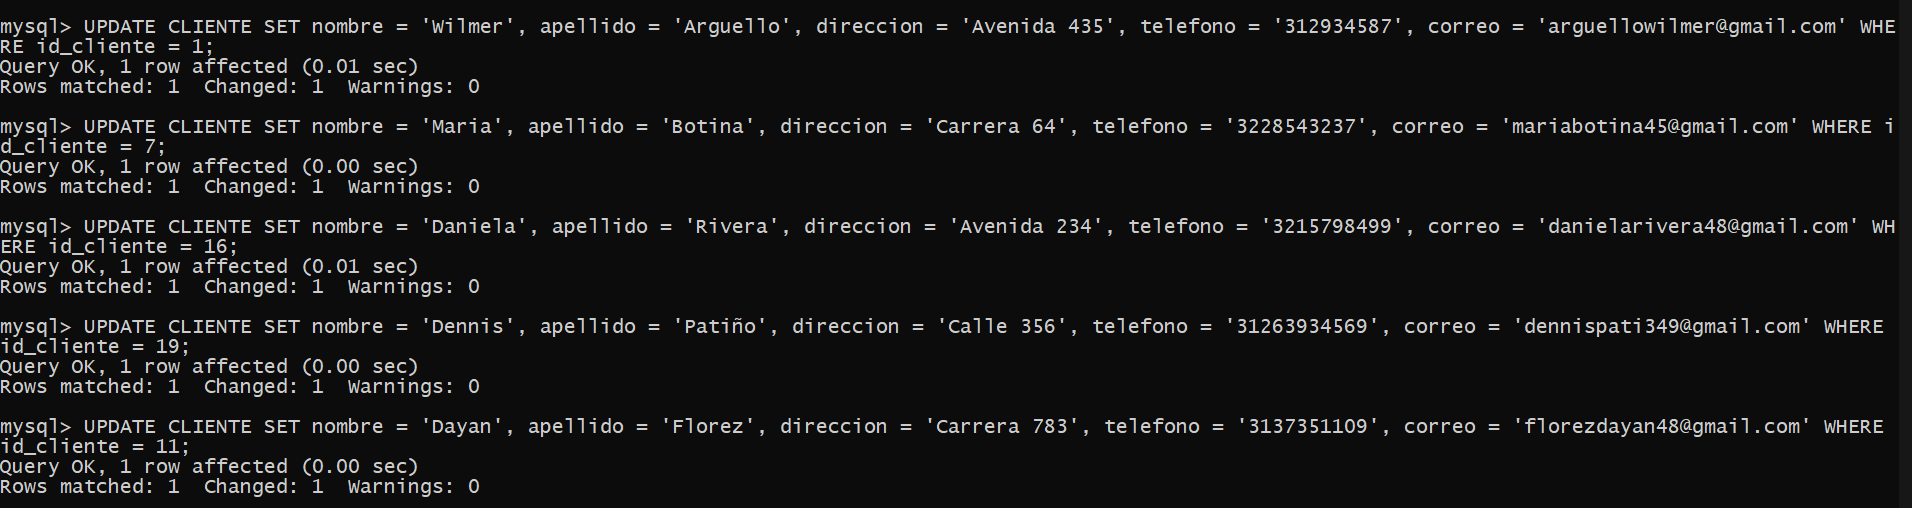 mysql> UPDATE CLIENTE SET nombre = 'Wilmer', apellido = 'Arguello', direccion = 'Avenida 435', telefono = '312934587', correo = 'arguellowilmer@gmail.com' WHE
RE id_cliente = 1;
Query OK, 1 row affected (0.01 sec)
Rows matched: 1  Changed: 1  Warnings: 0

mysql> UPDATE CLIENTE SET nombre = 'Maria', apellido = 'Botina', direccion = 'Carrera 64', telefono = '3228543237', correo = 'mariabotina45@gmail.com' WHERE i
d_cliente = 7;
Query OK, 1 row affected (0.00 sec)
Rows matched: 1  Changed: 1  Warnings: 0

mysql> UPDATE CLIENTE SET nombre = 'Daniela', apellido = 'Rivera', direccion = 'Avenida 234', telefono = '3215798499', correo = 'danielarivera48@gmail.com' WH
ERE id_cliente = 16;
Query OK, 1 row affected (0.01 sec)
Rows matched: 1  Changed: 1  Warnings: 0

mysql> UPDATE CLIENTE SET nombre = 'Dennis', apellido = 'Patiño', direccion = 'Calle 356', telefono = '31263934569', correo = 'dennispati349@gmail.com' WHERE
id_cliente = 19;
Query OK, 1 row affected (0.00 sec)
Rows matched: 1  Changed: 1  Warnings: 0

mysql> UPDATE CLIENTE SET nombre = 'Dayan', apellido = 'Florez', direccion = 'Carrera 783', telefono = '3137351109', correo = 'florezdayan48@gmail.com' WHERE
id_cliente = 11;
Query OK, 1 row affected (0.00 sec)
Rows matched: 1  Changed: 1  Warnings: 0